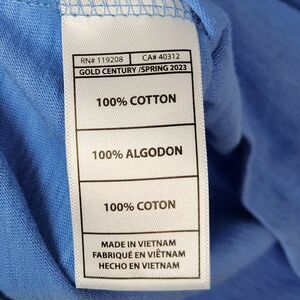 RN# 119208 CA# 40312
GOLD CENTURY /SPRING 2023
100% COTTON
100% ALGODON
100% COTON
MADE IN VIETNAM
FABRIQUÉ EN VIÊTNAM
HECHO EN VIETNAM